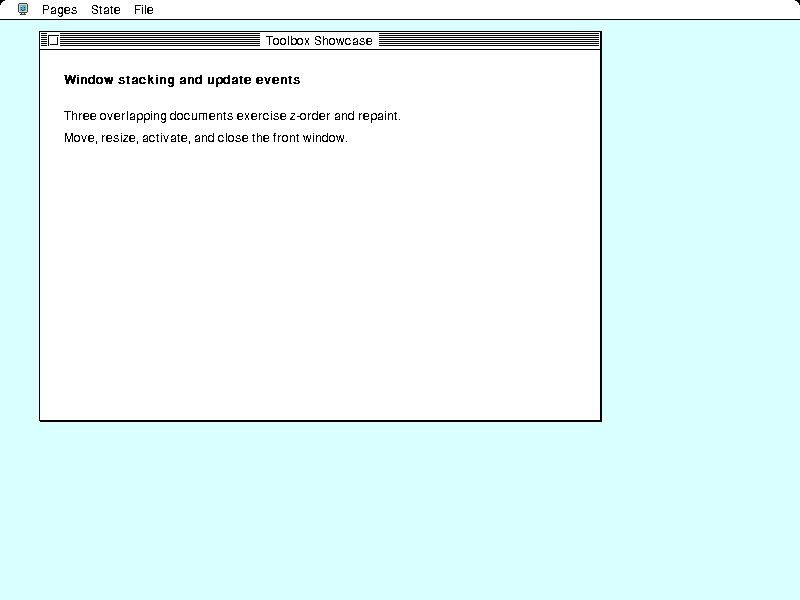 Pages State File
Toolbox Showcase
Window stacking and update events
Three overlapping documents exercise z-order and repaint.
Move, resize, activate, and close the front window.